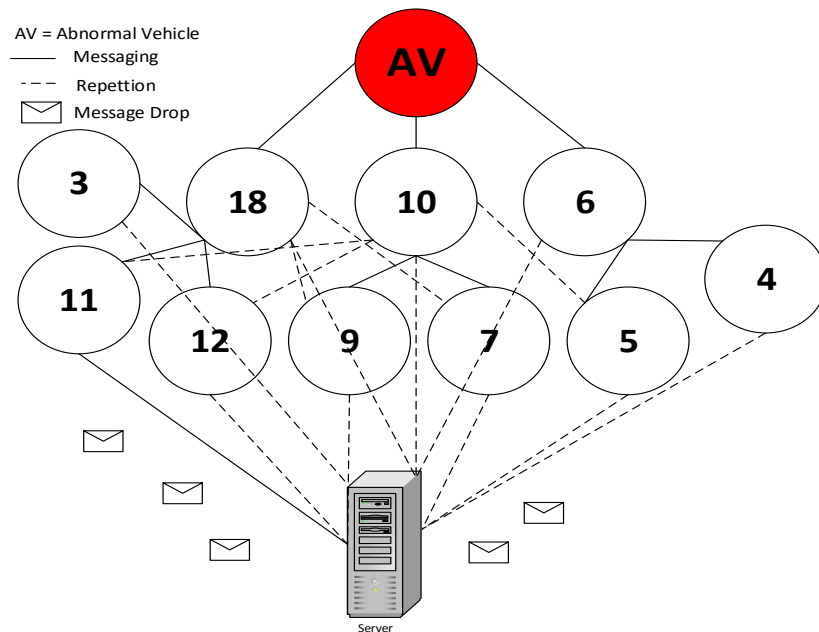 AV = Abnormal Vehicle
Messaging
Repettion
Message Drop
AV
3
18
10
6
4
11
12
9
7
5
Server